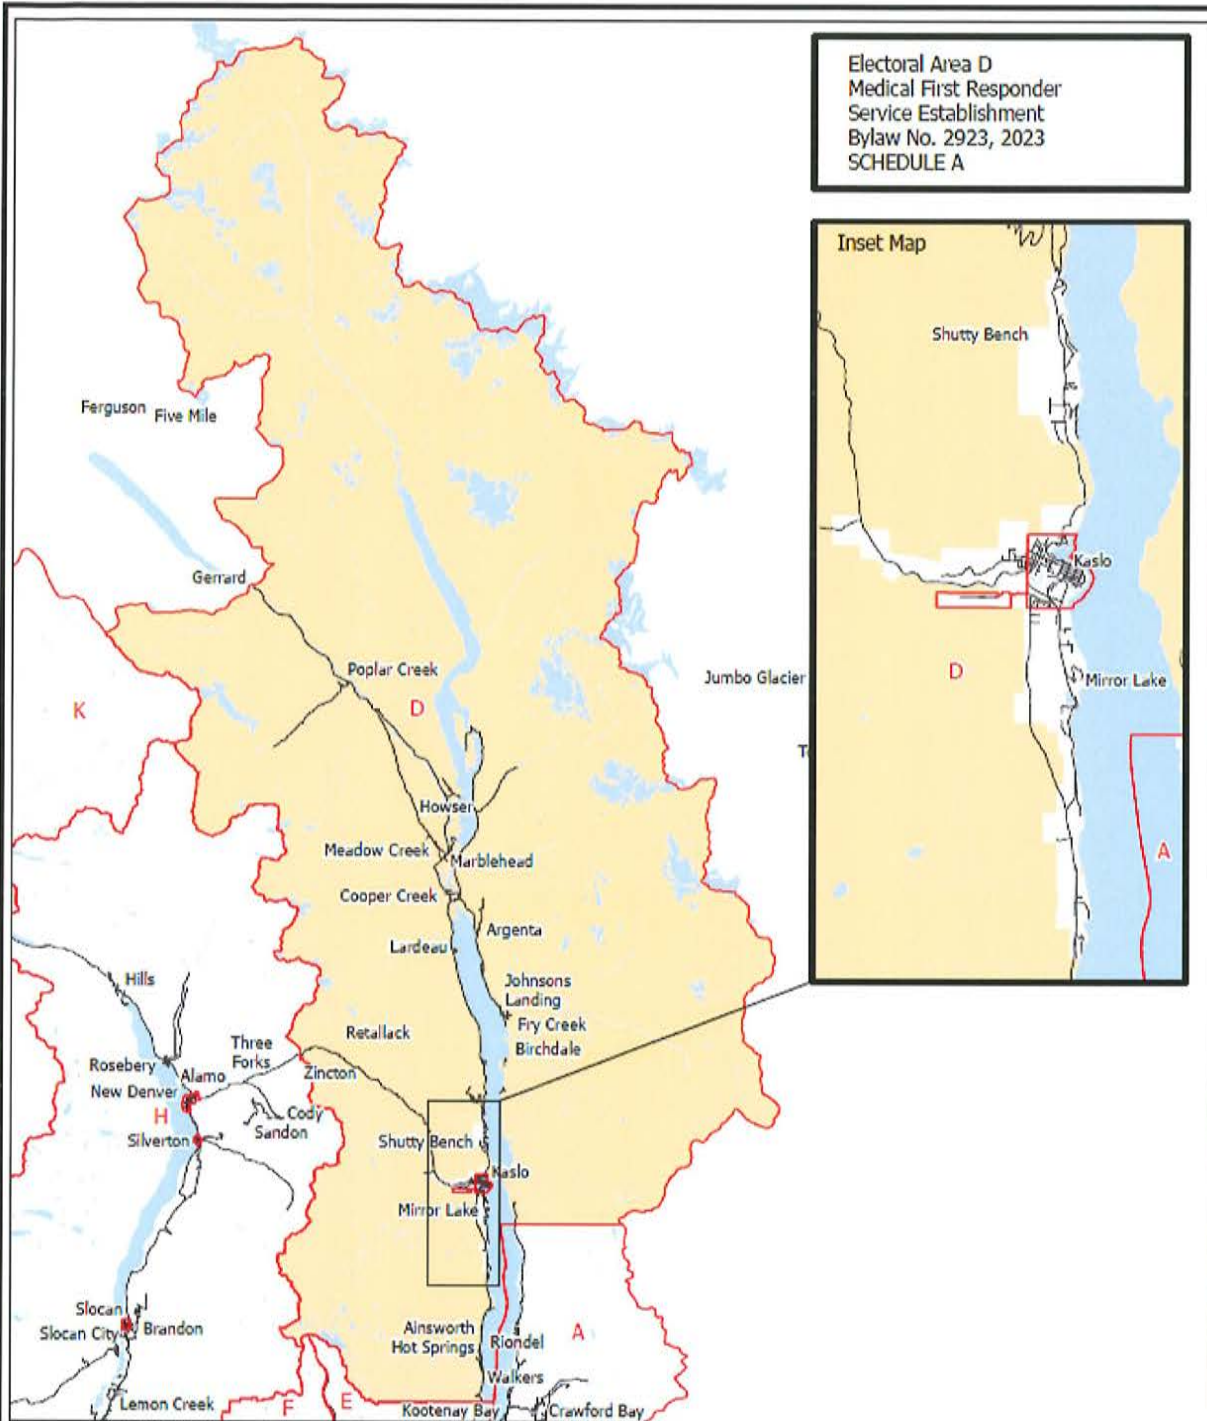 Electoral Area D
Medical First Responder
Service Establishment
Bylaw No. 2923, 2023
SCHEDULE A
Inset Map
Shutty Bench
Kaslo
D
Mirror Lake
A
Ferguson
Five Mile
Gerrard
Poplar Creek
D
Jumbo Glacier
K
Howser
Meadow Creek
Marblehead
Cooper Creek
Argenta
Lardeau
Hills
Johnsons
Landing
Fry Creek
Birchdale
Retallack
Three
Forks
Zincton
Rosebery
Alamo
New Denver
H
Cody
Sandon
Silverton
Shutty Bench
Kaslo
Mirror Lake
Slocan
Slocan City
Brandon
Ainsworth
Hot Springs
Riondel
A
Walkers
Lemon Creek
F
E
Kootenay Bay
Crawford Bay